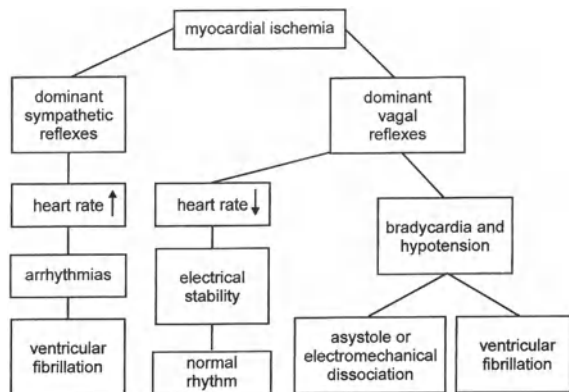 myocardial ischemia
dominant
sympathetic
reflexes
dominant
vagal
reflexes
heart rate ↑
heart rate ↓
bradycardia and
hypotension
arrhythmias
electrical
stability
ventricular
fibrillation
normal
rhythm
asystole or
electromechanical
dissociation
ventricular
fibrillation